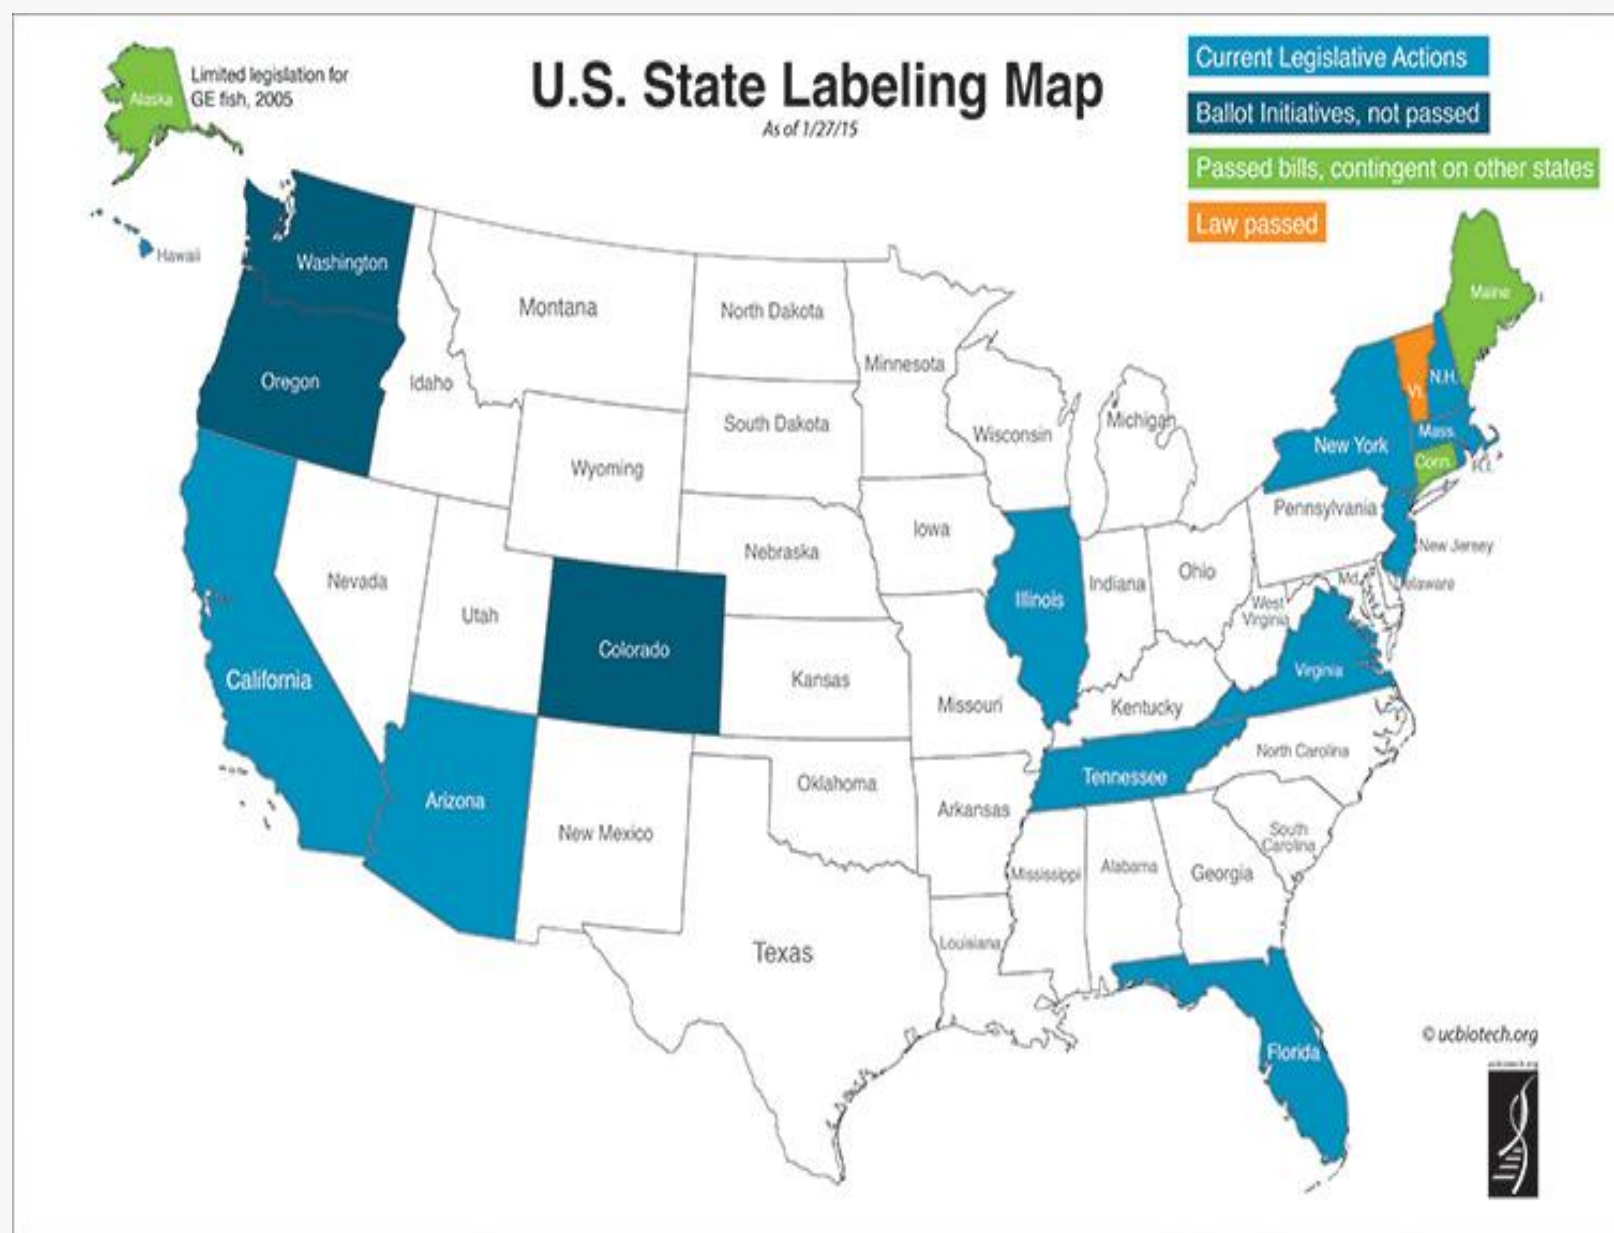 U.S. State Labeling Map
As of 1/27/15
Current Legislative Actions
Ballot Initiatives, not passed
Passed bills, contingent on other states
Law passed
Limited legislation for
GE fish, 2005
Alaska
Hawaii
Washington
Oregon
California
Idaho
Montana
Nevada
Utah
Arizona
Wyoming
Colorado
New Mexico
North Dakota
South Dakota
Nebraska
Kansas
Oklahoma
Texas
Minnesota
Iowa
Missouri
Arkansas
Louisiana
Wisconsin
Illinois
Michigan
Indiana
Ohio
Kentucky
Tennessee
Mississippi
Alabama
Georgia
Florida
South
Carolina
North Carolina
Virginia
West
Virginia
Md.
Delaware
New Jersey
Pennsylvania
New York
Conn.
R.I.
Mass.
Vt.
N.H.
Maine
© ucbiotech.org